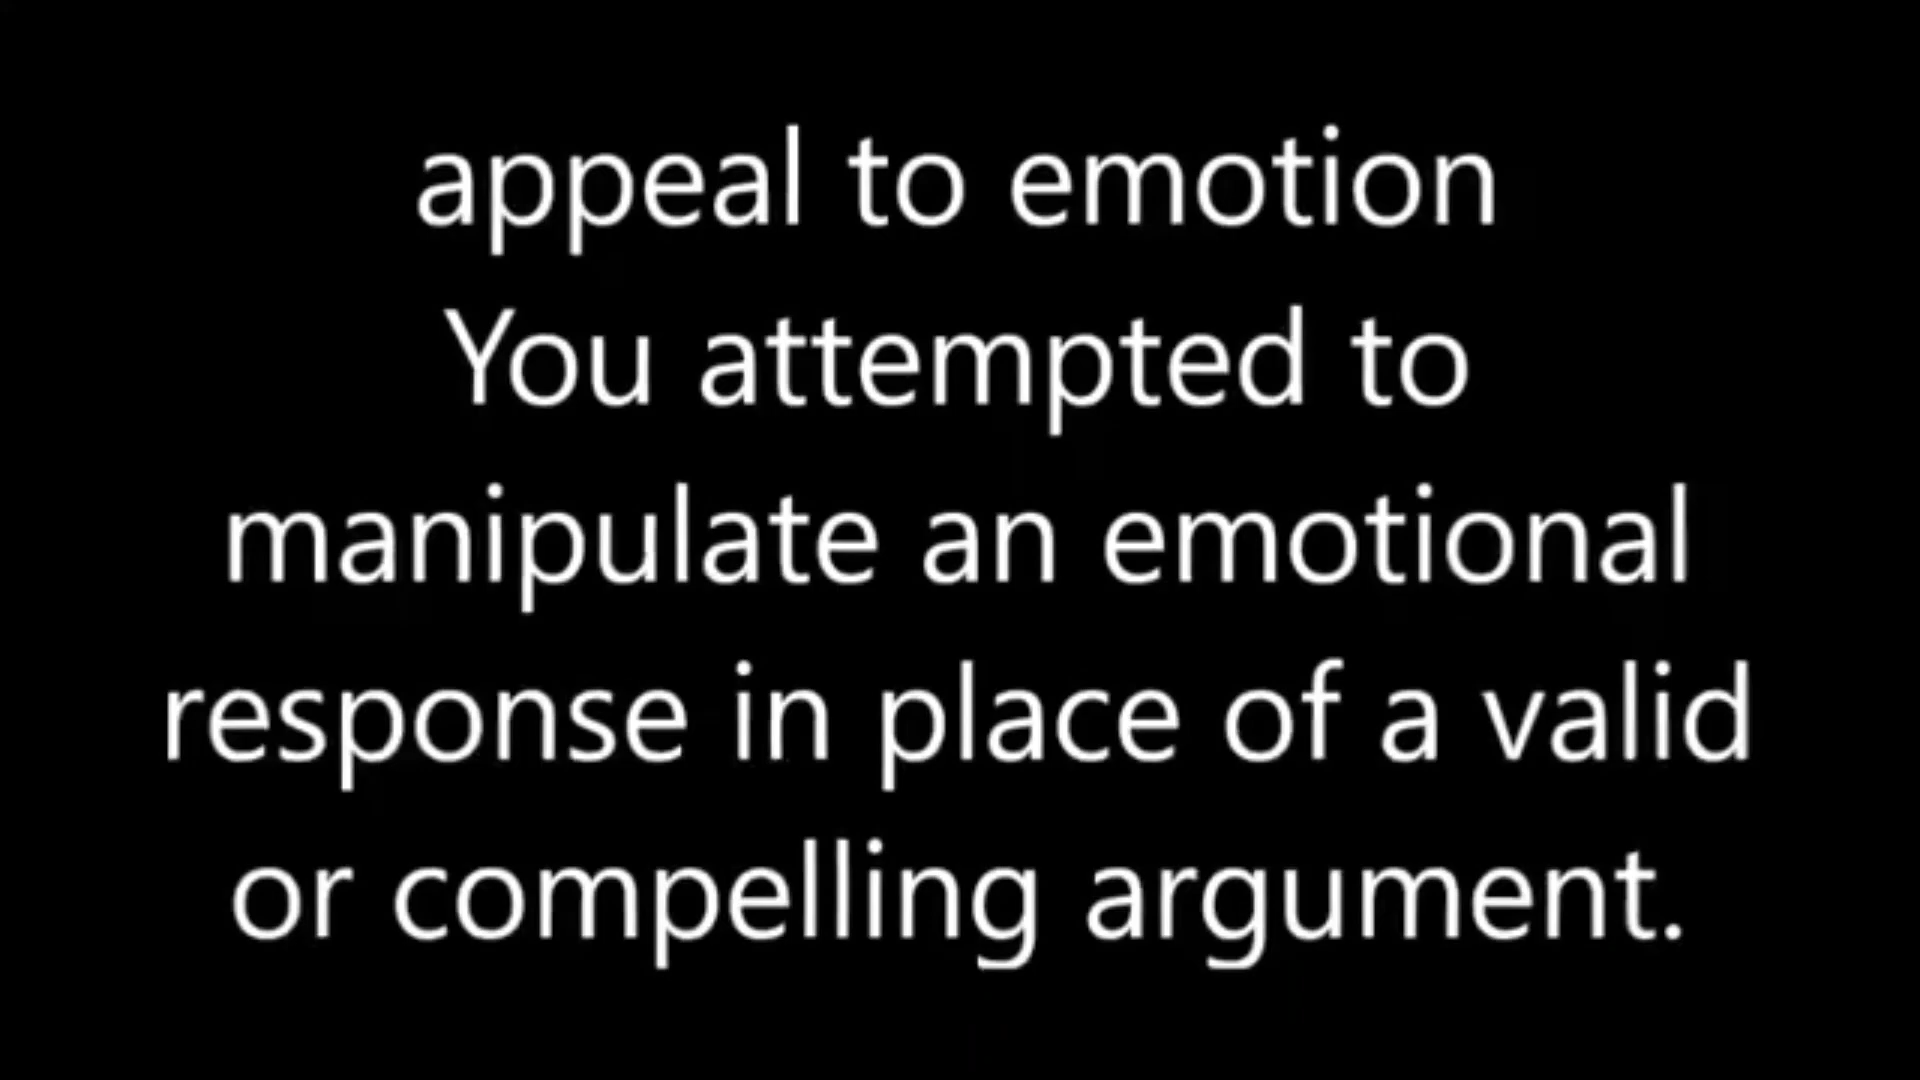 appeal to emotion
You attempted to
manipulate an emotional
response in place of a valid
or compelling argument.